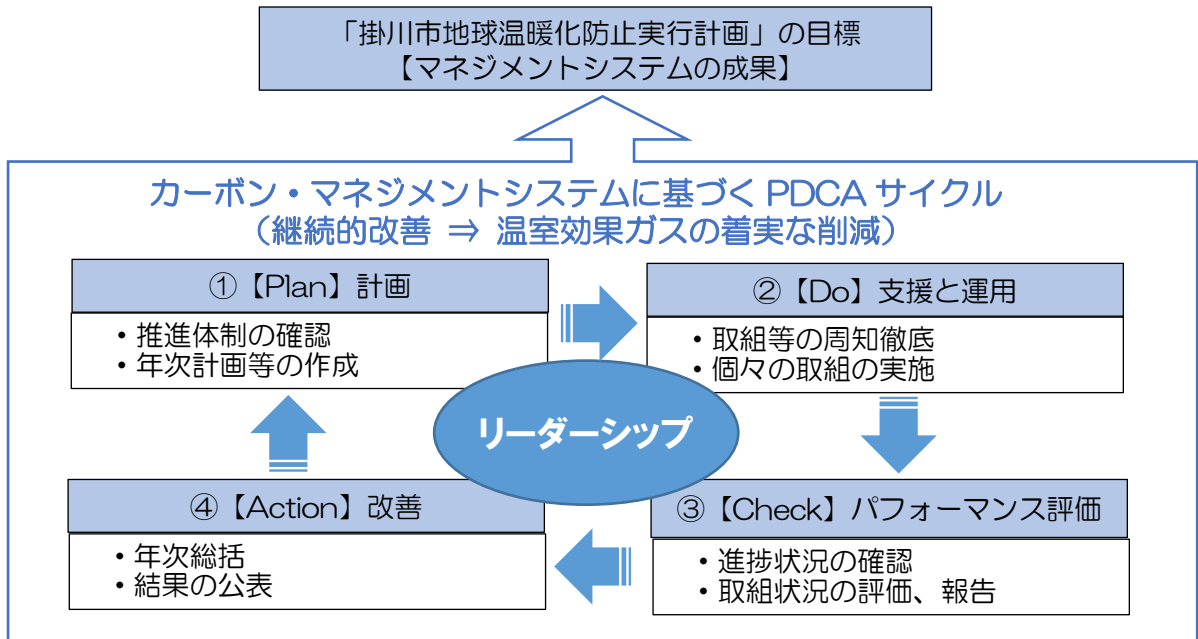 「掛川市地球温暖化防止実行計画」の目標
【マネジメントシステムの成果】
カーボン・マネジメントシステムに基づく PDCA サイクル
（継続的改善 ⇒ 温室効果ガスの着実な削減）
①【Plan】計画
・推進体制の確認
・年次計画等の作成
②【Do】支援と運用
・取組等の周知徹底
・個々の取組の実施
リーダーシップ
③【Check】パフォーマンス評価
・進捗状況の確認
・取組状況の評価、報告
④【Action】改善
・年次総括
・結果の公表